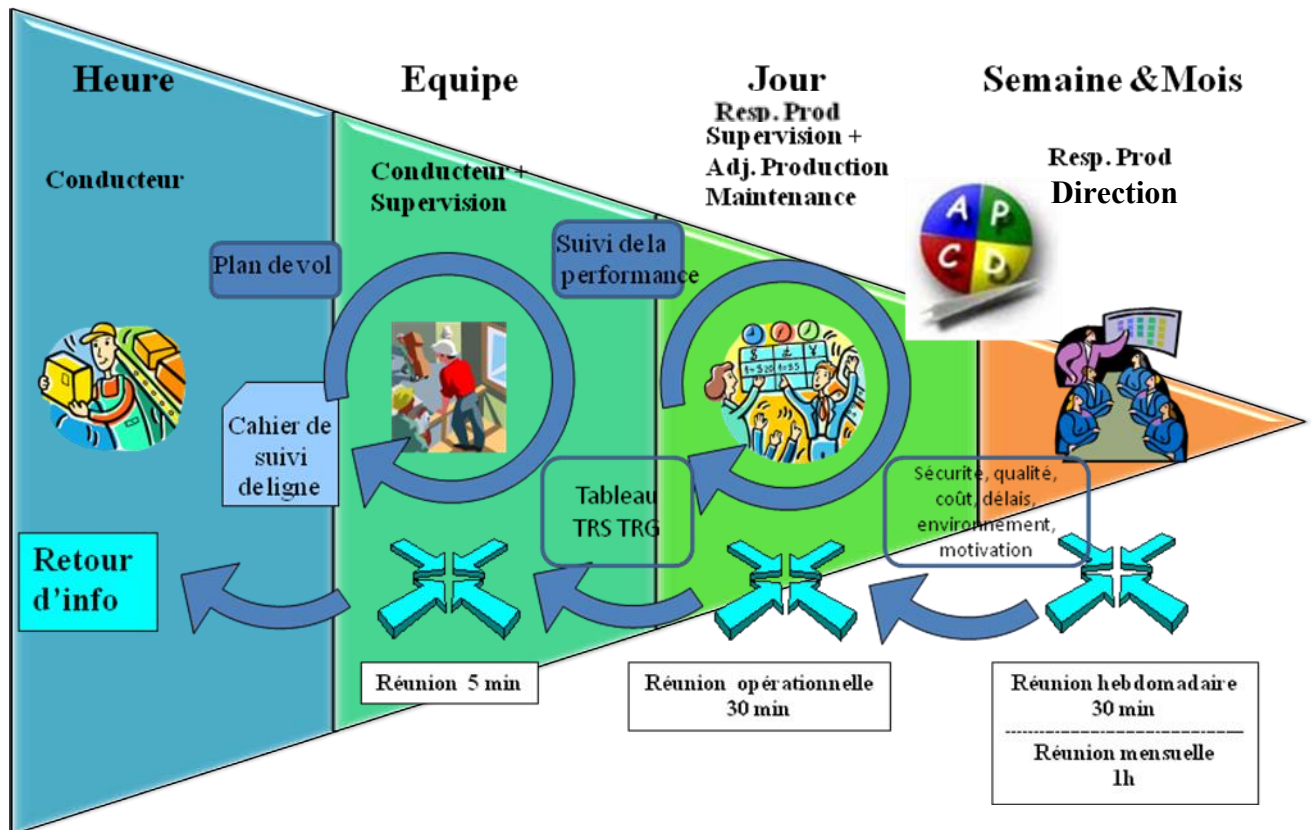 Heure
Equipe
Jour
Semaine &Mois
Conducteur
Conducteur +
Supervision
Resp. Prod
Supervision +
Adj. Production
Maintenance
Resp. Prod
Direction
A P
C D
Plan de vol
Suivi de la
performance
Cahier de
suivi
de ligne
Tableau
TRS TRG
Sécurité, qualité,
coût, délais,
environnement,
motivation
Retour
d'info
Réunion 5 min
Réunion opérationnelle
30 min
Réunion hebdomadaire
30 min
Réunion mensuelle
1h